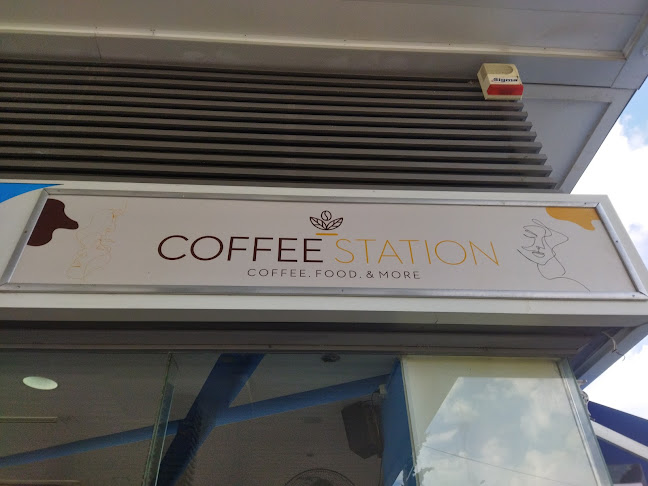 Sigma
COFFEE STATION
COFFEE. FOOD. & MORE